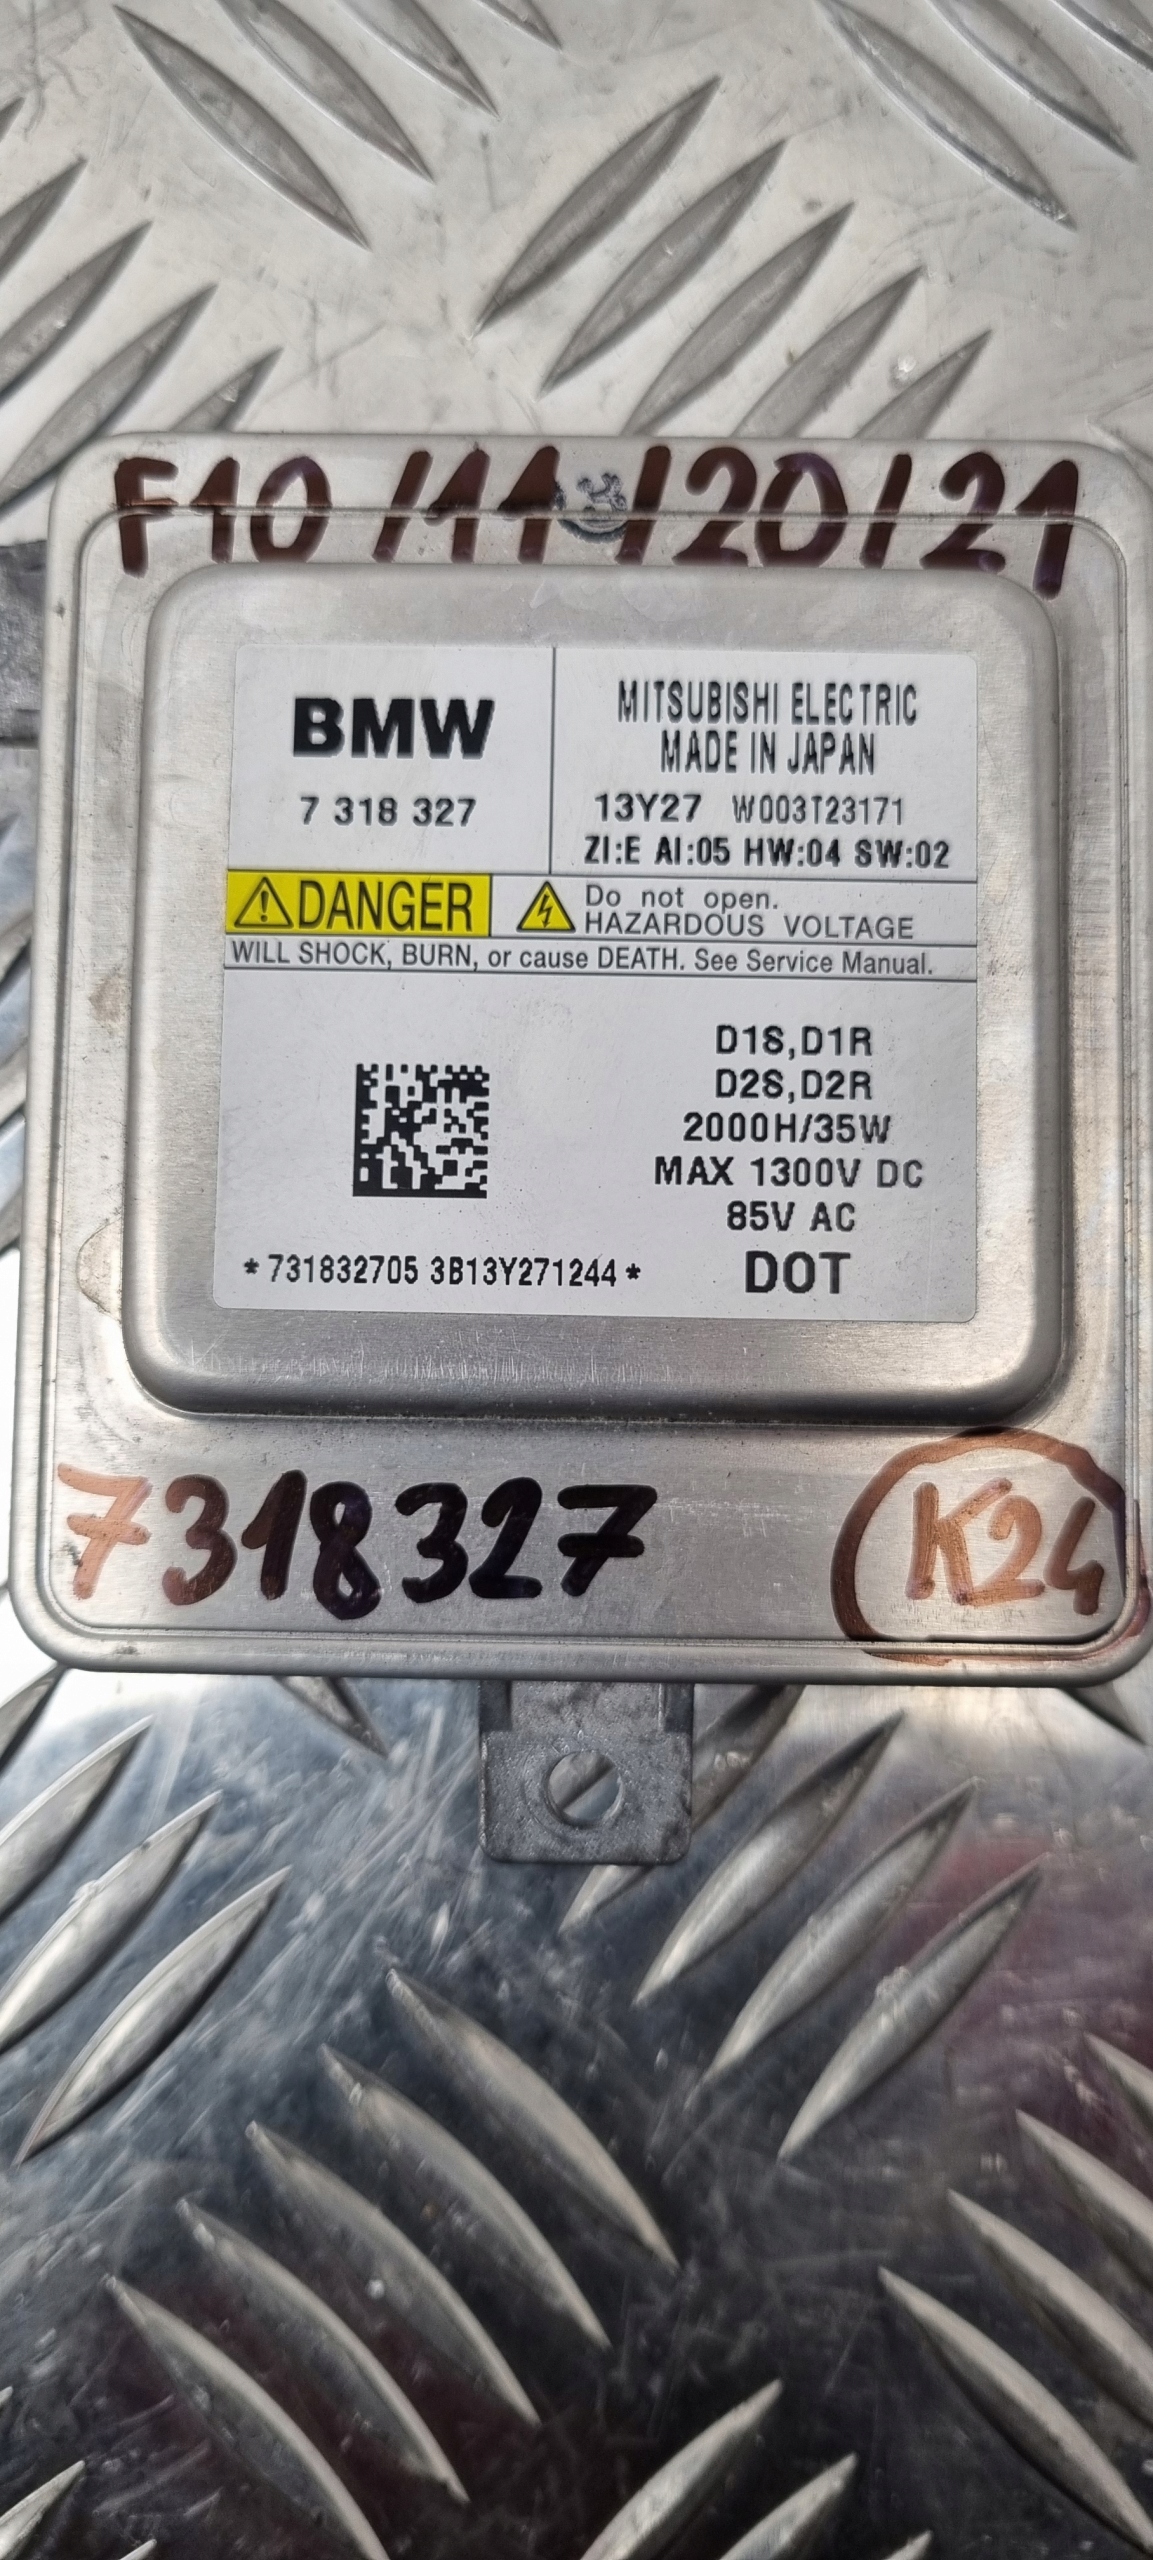 F10/11/20/21
BMW
7 318 327
MITSUBISHI ELECTRIC
MADE IN JAPAN
13Y27 W003T23171
ZI:E AI:05 HW:04 SW:02
DANGER
Do not open.
HAZARDOUS VOLTAGE
WILL SHOCK, BURN, or cause DEATH. See Service Manual.
D1S,D1R
D2S,D2R
2000H/35W
MAX 1300V DC
85V AC
*731832705 3B13Y271244*
DOT
7318327
K24